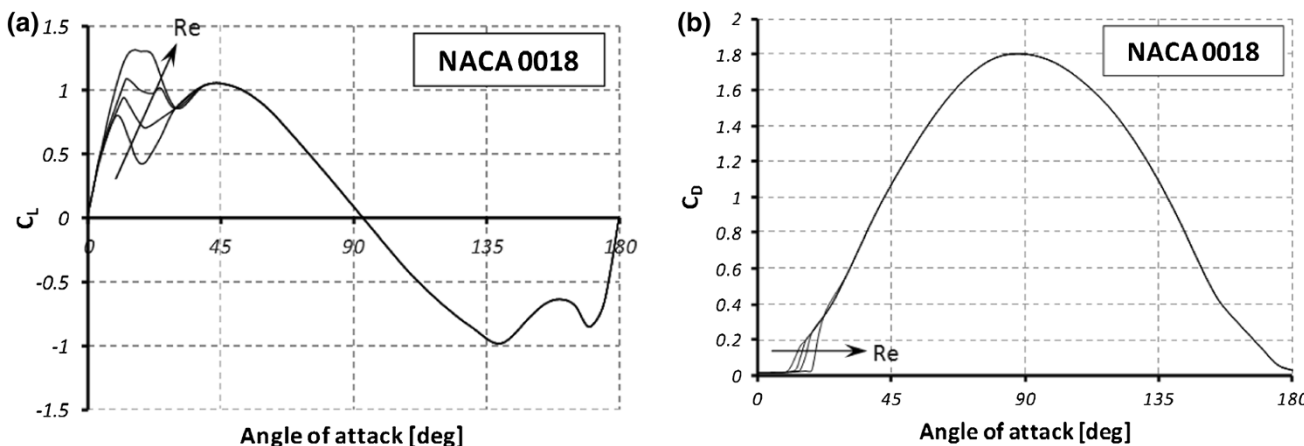 (a)
1.5
1
0.5
0
-0.5
-1
-1.5
C_L
Re
NACA 0018
0 45 90 135 180
Angle of attack [deg]
(b)
2
1.8
1.6
1.4
1.2
1
0.8
0.6
0.4
0.2
0
C_D
Re
NACA 0018
0 45 90 135 180
Angle of attack [deg]